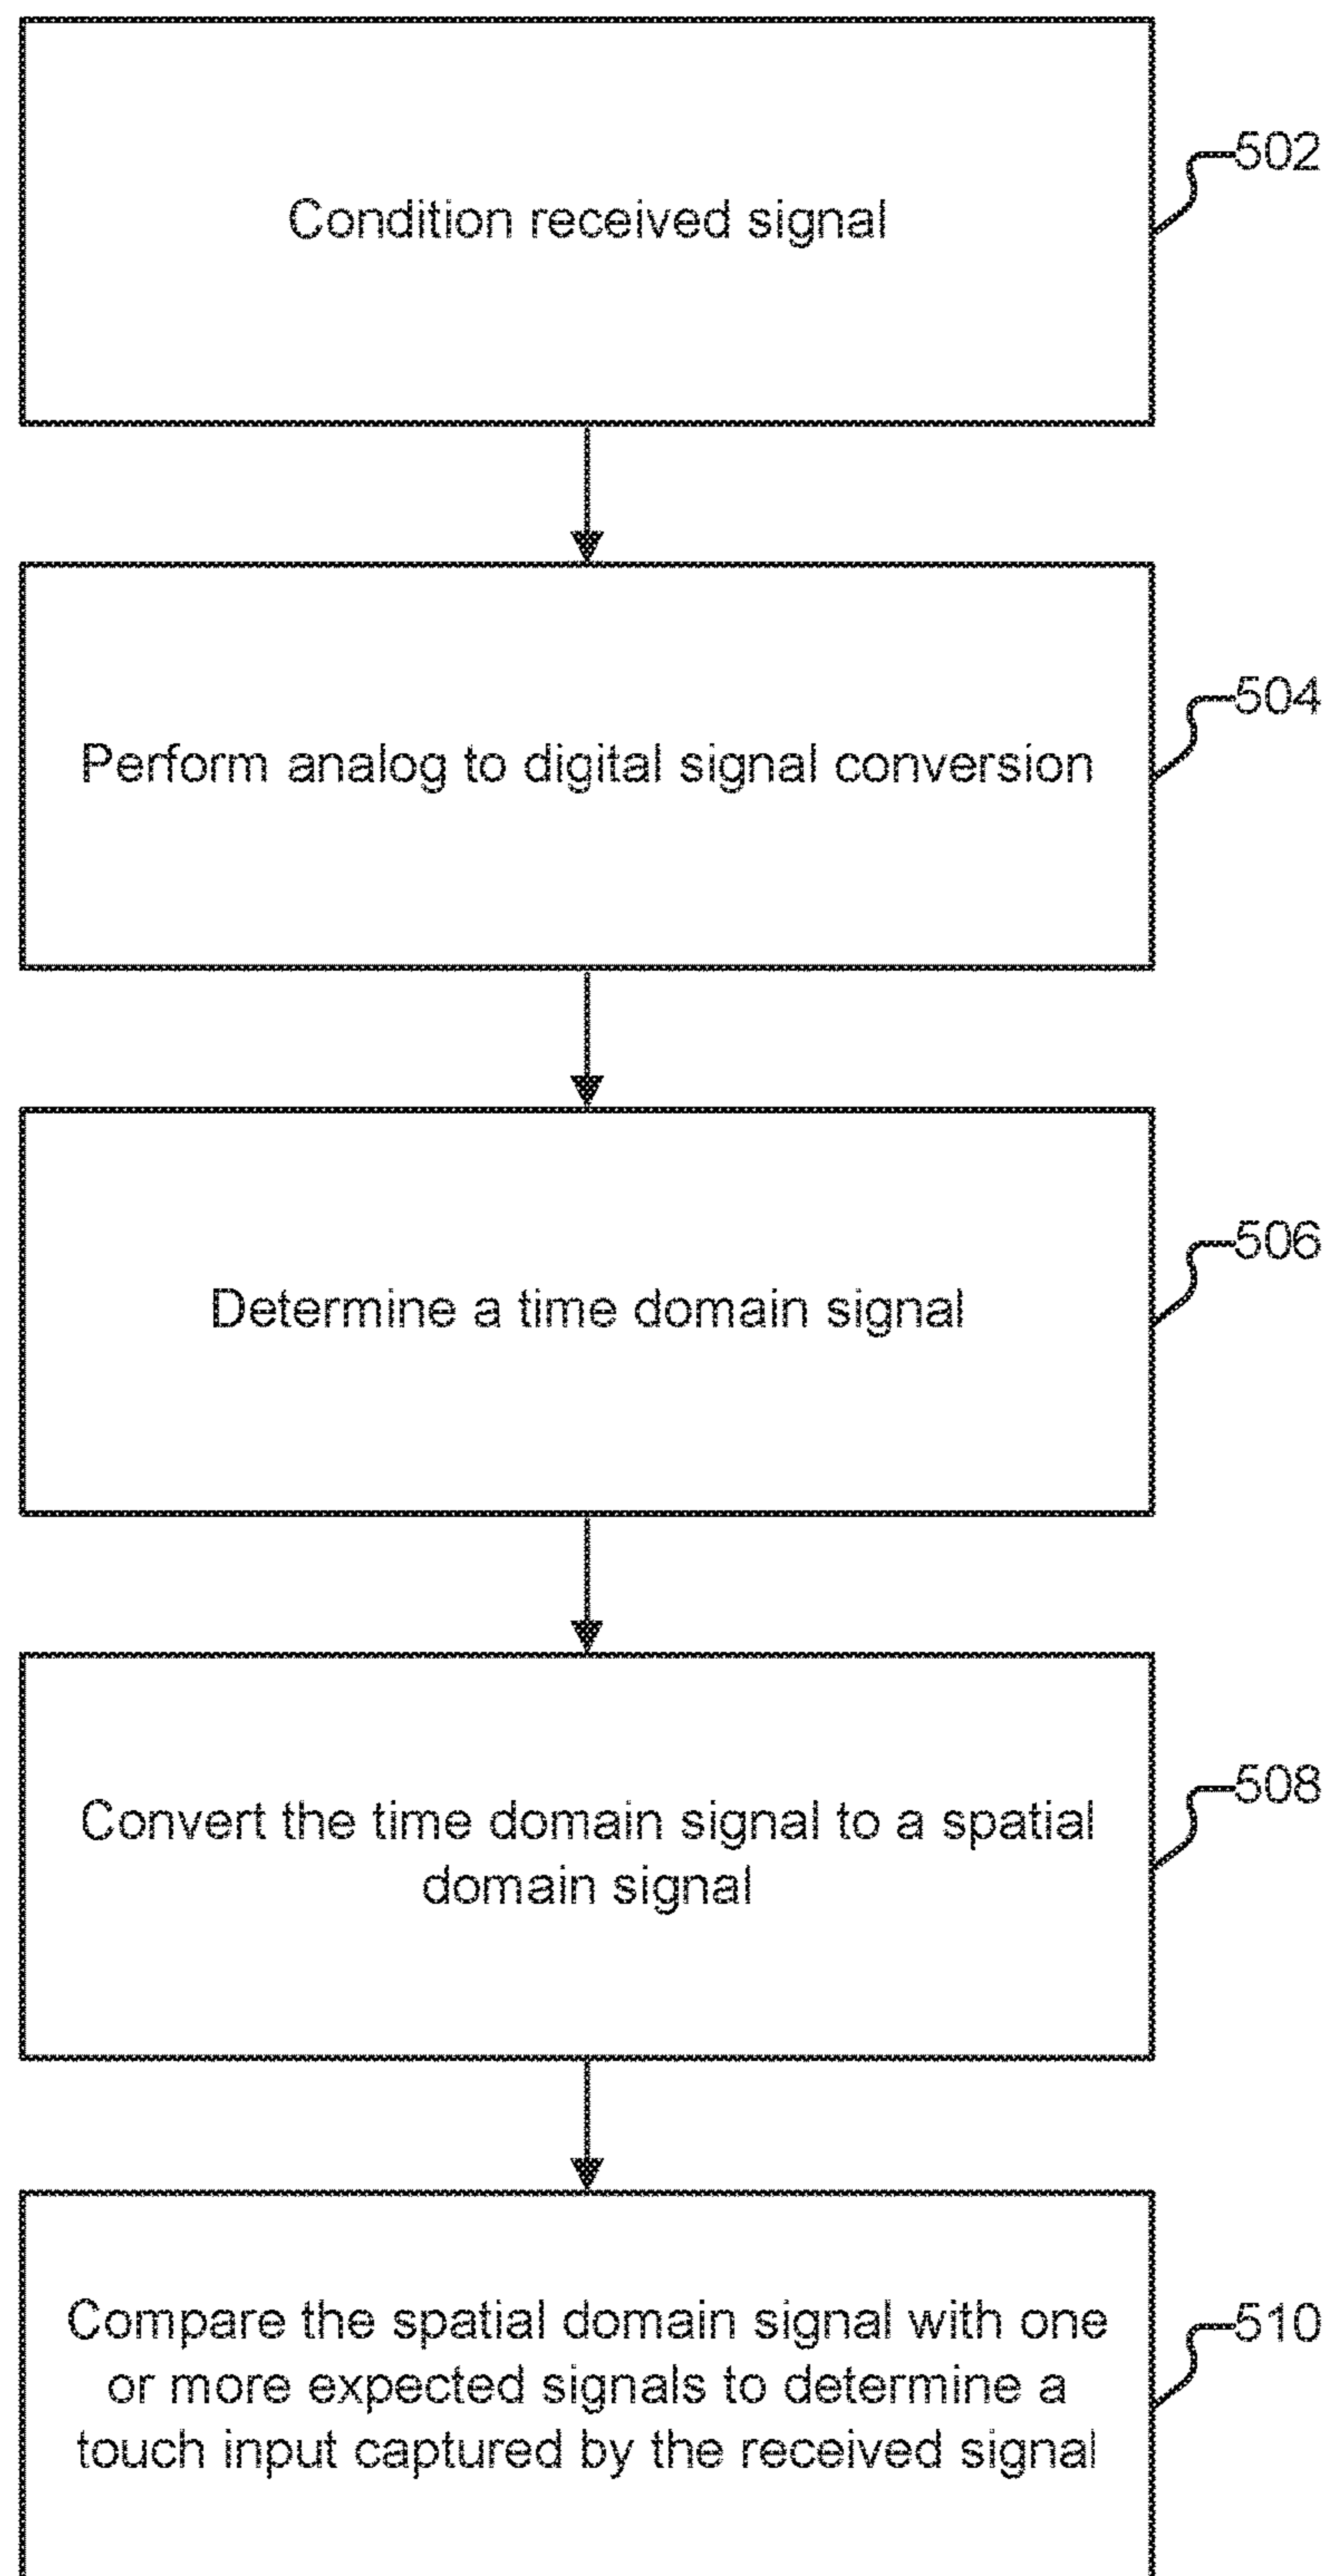 Condition received signal
502
Perform analog to digital signal conversion
504
Determine a time domain signal
506
Convert the time domain signal to a spatial
domain signal
508
Compare the spatial domain signal with one
or more expected signals to determine a
touch input captured by the received signal
510